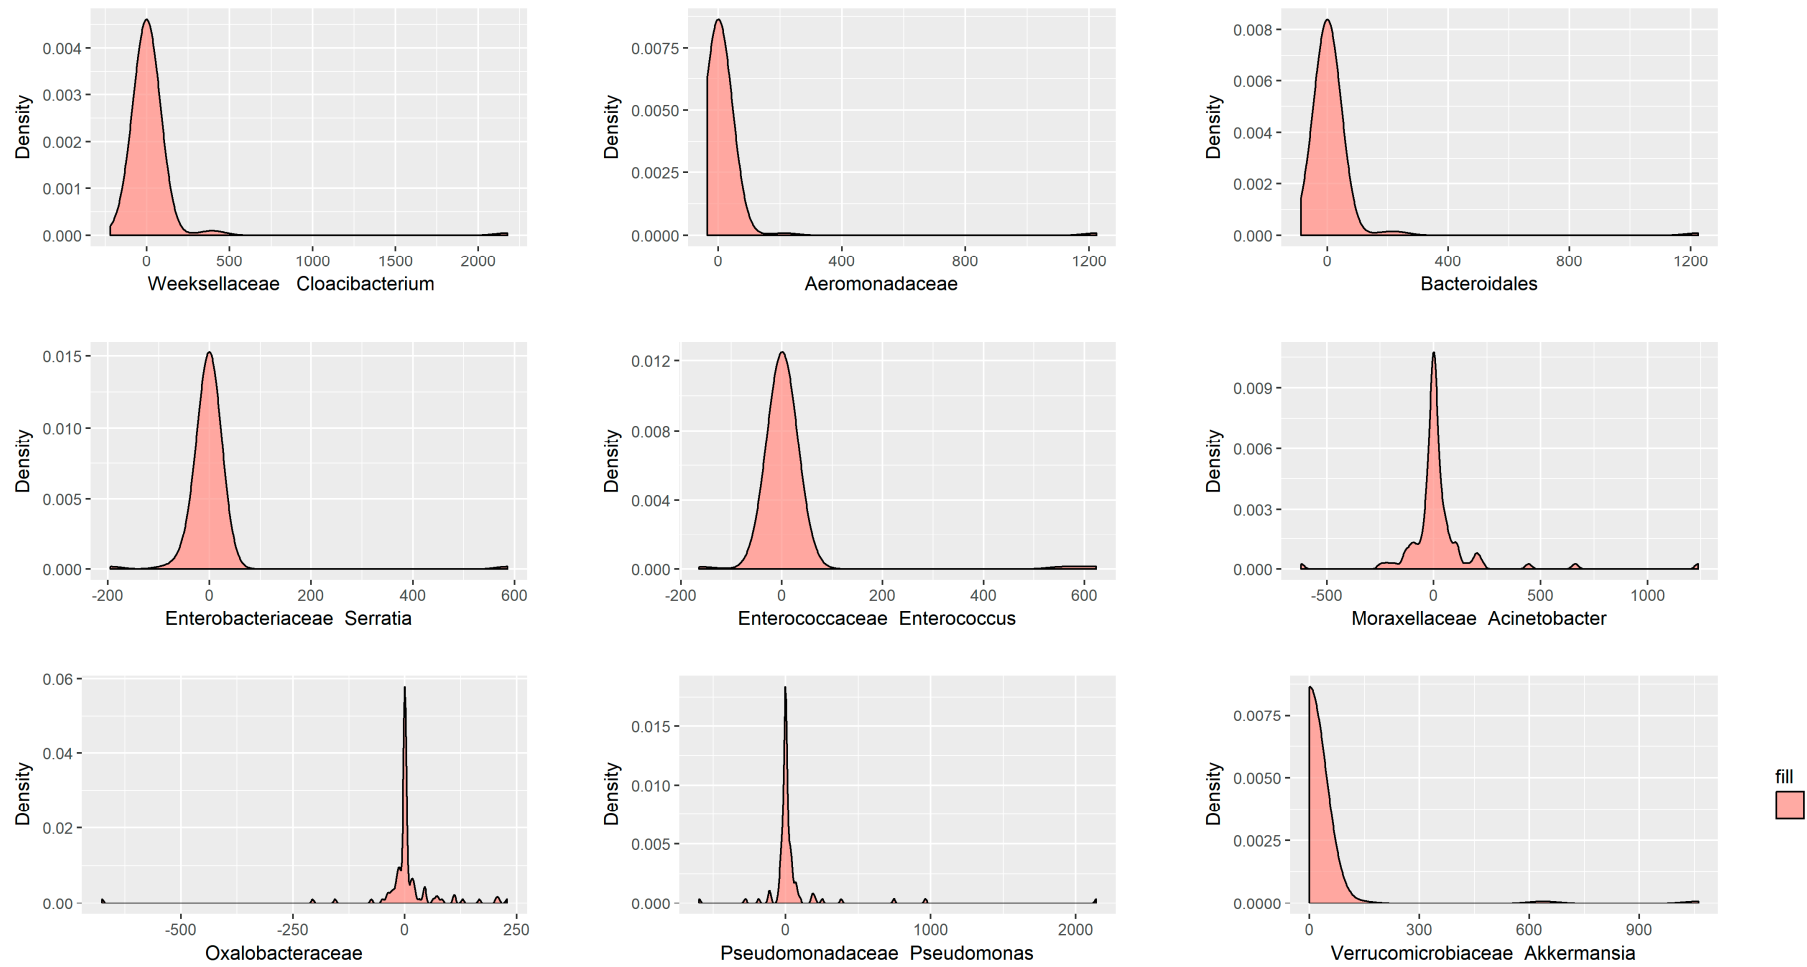 Density
0.004
0.003
0.002
0.001
0.000
0 500 1000 1500 2000
Weeksellaceae Cloacibacterium
Density
0.0075
0.0050
0.0025
0.0000
0 400 800 1200
Aeromonadaceae
Density
0.008
0.006
0.004
0.002
0.000
0 400 800 1200
Bacteroidales
Density
0.015
0.010
0.005
0.000
-200 0 200 400 600
Enterobacteriaceae Serratia
Density
0.012
0.008
0.004
0.000
-200 0 200 400 600
Enterococcaceae Enterococcus
Density
0.009
0.006
0.003
0.000
-500 0 500 1000
Moraxellaceae Acinetobacter
Density
0.06
0.04
0.02
0.00
-500 -250 0 250
Oxalobacteraceae
Density
0.015
0.010
0.005
0.000
0 1000 2000
Pseudomonadaceae Pseudomonas
Density
0.0075
0.0050
0.0025
0.0000
0 300 600 900
Verrucomicrobiaceae Akkermansia
fill